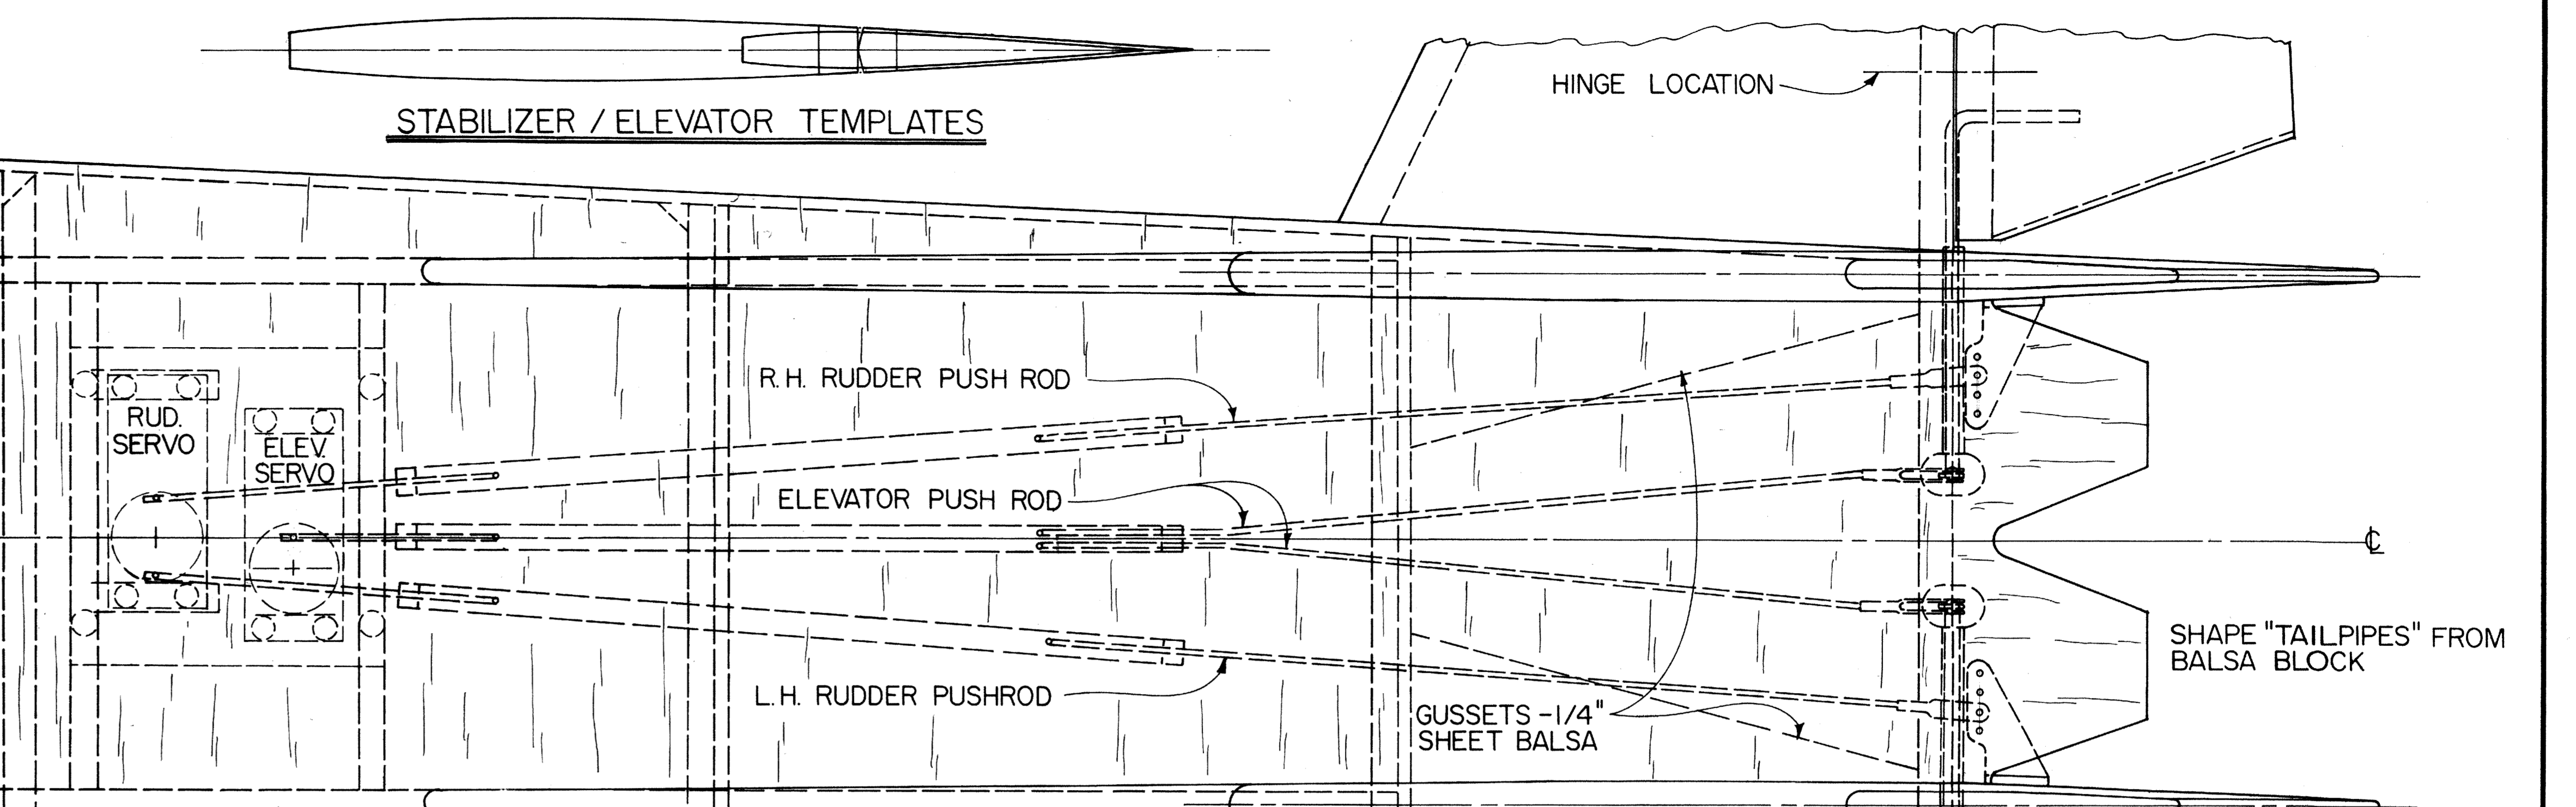 STABILIZER / ELEVATOR TEMPLATES
HINGE LOCATION
R.H. RUDDER PUSH ROD
RUD.
SERVO
ELEV.
SERVO
ELEVATOR PUSH ROD
℄
SHAPE "TAILPIPES" FROM
BALSA BLOCK
L.H. RUDDER PUSHROD
GUSSETS -1/4"
SHEET BALSA